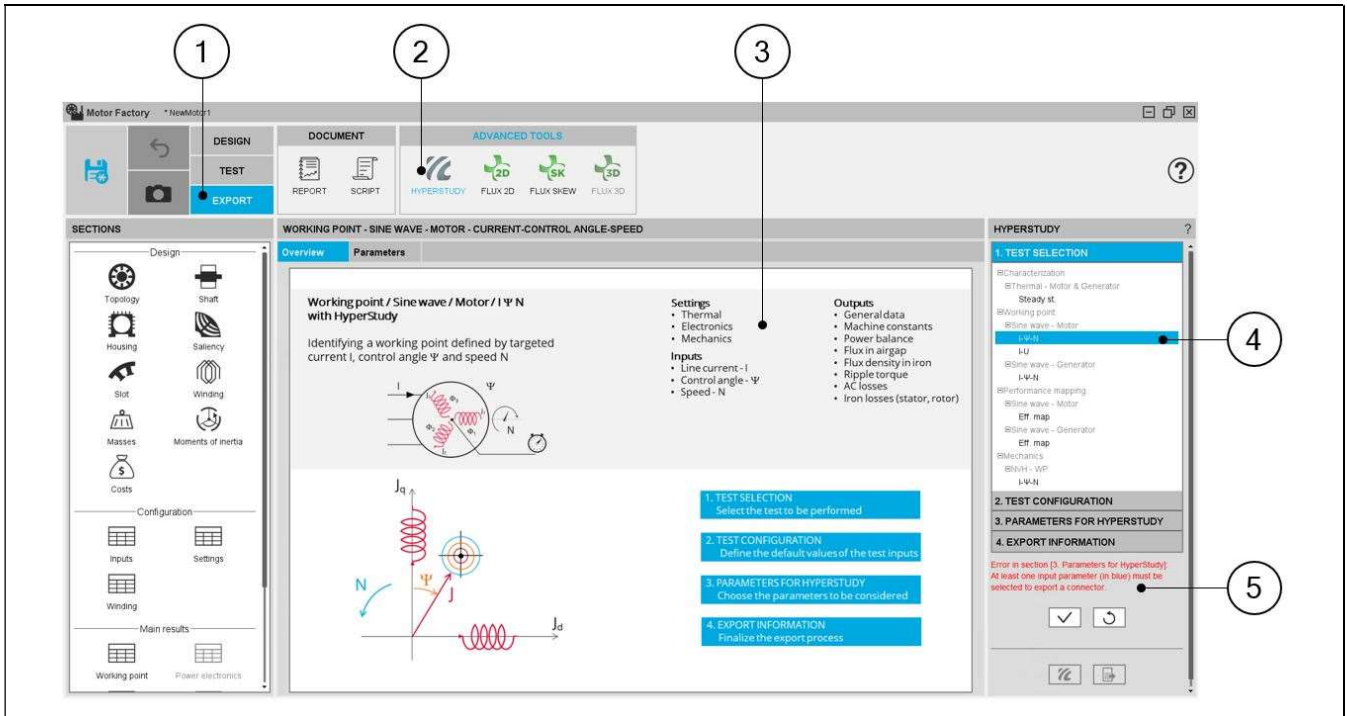 1
2
3
Motor Factory * NewMotor1
DESIGN
TEST
EXPORT
DOCUMENT
REPORT
SCRIPT
ADVANCED TOOLS
HYPERSTUDY
2D
FLUX 2D
SK
FLUX SKEW
3D
FLUX 3D
?
SECTIONS
Design
Topology
Shaft
Housing
Saliency
Slot
Winding
Masses
Moments of inertia
$
Costs
Configuration
Inputs
Settings
Winding
Main results
Working point
Power electronics
WORKING POINT - SINE WAVE - MOTOR - CURRENT-CONTROL ANGLE-SPEED
Overview
Parameters
Working point / Sine wave / Motor / I Ψ N
with HyperStudy
Identifying a working point defined by targeted
current I, control angle Ψ and speed N
I
Ψ
N
Settings
• Thermal
• Electronics
• Mechanics
Inputs
• Line current - I
• Control angle - Ψ
• Speed - N
Outputs
• General data
• Machine constants
• Power balance
• Flux in airgap
• Flux density in iron
• Ripple torque
• AC losses
• Iron losses (stator, rotor)
Jq
N
Ψ
J
Jd
1. TEST SELECTION
Select the test to be performed
2. TEST CONFIGURATION
Define the default values of the test inputs
3. PARAMETERS FOR HYPERSTUDY
Choose the parameters to be considered
4. EXPORT INFORMATION
Finalize the export process
HYPERSTUDY ?
1. TEST SELECTION
Characterization
Thermal - Motor & Generator
Steady st.
Working point
Sine wave - Motor
I-Ψ-N
I-U
Sine wave - Generator
I-Ψ-N
Performance mapping
Sine wave - Motor
Eff. map
Sine wave - Generator
Eff. map
Mechanics
NVH - WP
I-Ψ-N
2. TEST CONFIGURATION
3. PARAMETERS FOR HYPERSTUDY
4. EXPORT INFORMATION
Error in section [3. Parameters for HyperStudy]:
At least one input parameter (in blue) must be
selected to export a connector.
4
5